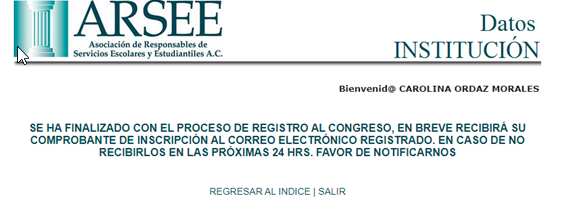 ARSEE
Asociación de Responsables de
Servicios Escolares y Estudiantiles A.C.
Datos
INSTITUCIÓN
Bienvenid@ CAROLINA ORDAZ MORALES
SE HA FINALIZADO CON EL PROCESO DE REGISTRO AL CONGRESO, EN BREVE RECIBIRÁ SU
COMPROBANTE DE INSCRIPCIÓN AL CORREO ELECTRÓNICO REGISTRADO. EN CASO DE NO
RECIBIRLOS EN LAS PRÓXIMAS 24 HRS. FAVOR DE NOTIFICARNOS
REGRESAR AL INDICE | SALIR